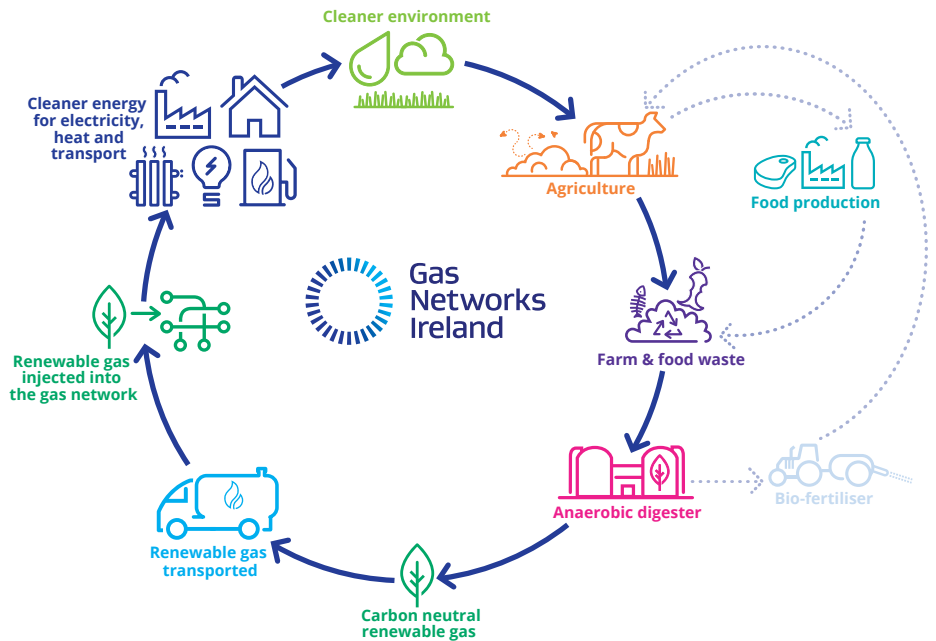 Cleaner environment
Cleaner energy
for electricity,
heat and
transport
Agriculture
Food production
Gas
Networks
Ireland
Farm & food waste
Renewable gas
injected into
the gas network
Anaerobic digester
Bio-fertiliser
Renewable gas
transported
Carbon neutral
renewable gas